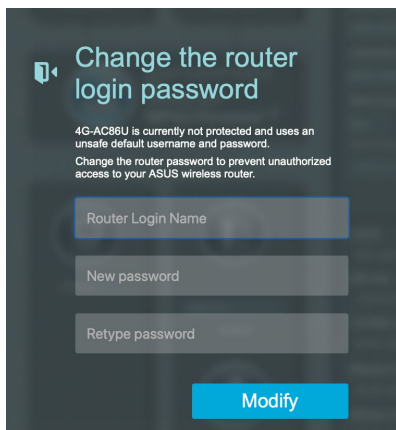 Change the router
login password
4G-AC86U is currently not protected and uses an
unsafe default username and password.
Change the router password to prevent unauthorized
access to your ASUS wireless router.
Router Login Name
New password
Retype password
Modify